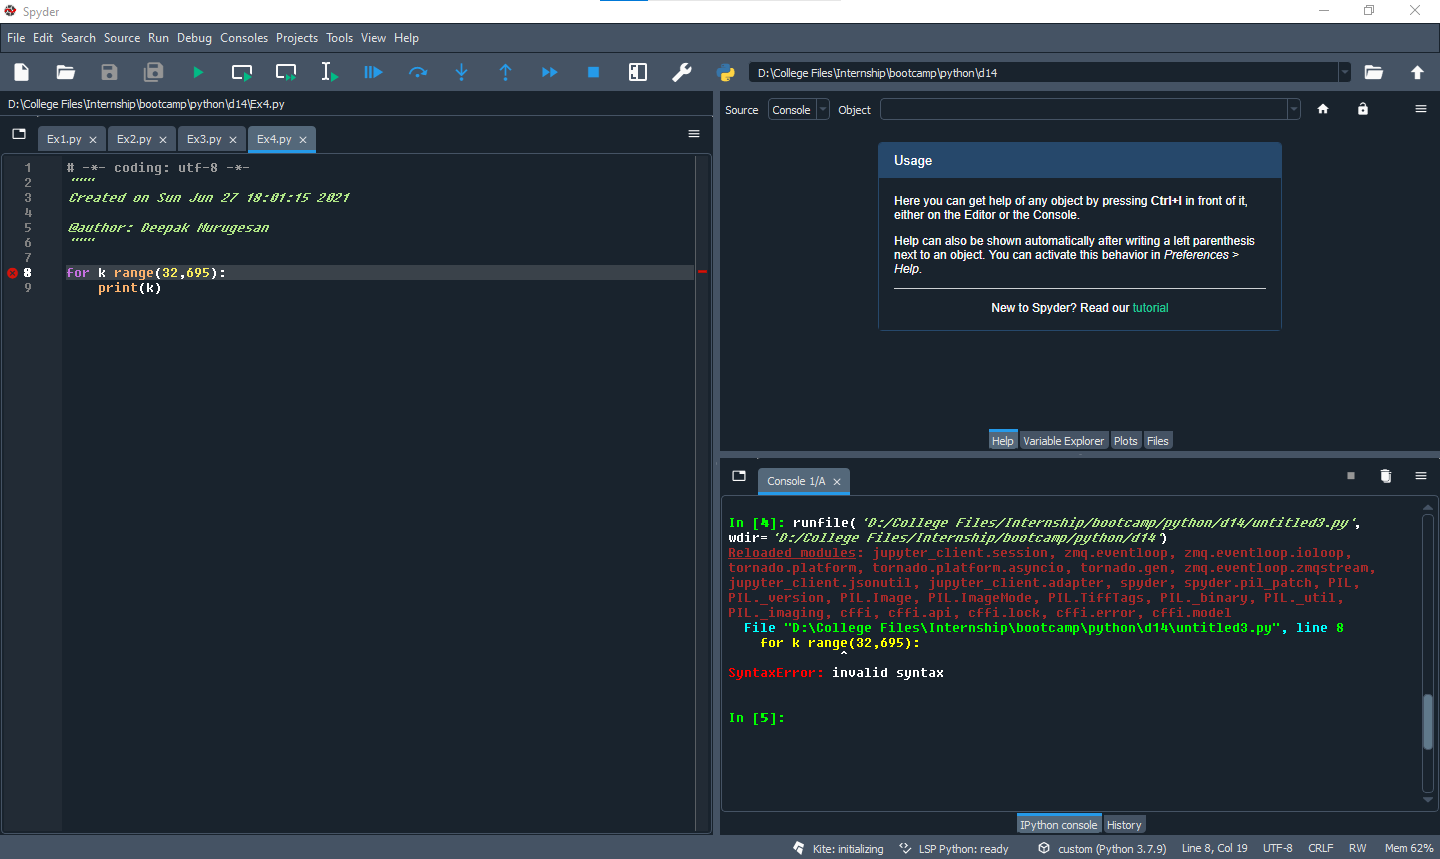 Spyder
File Edit Search Source Run Debug Consoles Projects Tools View Help
D:\College Files\Internship\bootcamp\python\d14
D:\College Files\Internship\bootcamp\python\d14\Ex4.py
Ex1.py Ex2.py Ex3.py Ex4.py
1 # -*- coding: utf-8 -*-
2 """
3 Created on Sun Jun 27 18:01:15 2021
4
5 @author: Deepak Murugesan
6 """
7
8 for k range(32,695):
9 print(k)
Source Console Object
Usage
Here you can get help of any object by pressing Ctrl+I in front of it,
either on the Editor or the Console.
Help can also be shown automatically after writing a left parenthesis
next to an object. You can activate this behavior in Preferences >
Help.
New to Spyder? Read our tutorial
Help Variable Explorer Plots Files
Console 1/A
In [4]: runfile('D:/College Files/Internship/bootcamp/python/d14/untitled3.py',
wdir='D:/College Files/Internship/bootcamp/python/d14')
Reloaded modules: jupyter_client.session, zmq.eventloop, zmq.eventloop.ioloop,
tornado.platform, tornado.platform.asyncio, tornado.gen, zmq.eventloop.zmqstream,
jupyter_client.jsonutil, jupyter_client.adapter, spyder, spyder.pil_patch, PIL,
PIL._version, PIL.Image, PIL.ImageMode, PIL.TiffTags, PIL._binary, PIL._util,
PIL._imaging, cffi, cffi.api, cffi.lock, cffi.error, cffi.model
File "D:\College Files\Internship\bootcamp\python\d14\untitled3.py", line 8
for k range(32,695):
^
SyntaxError: invalid syntax
In [5]:
IPython console History
Kite: initializing LSP Python: ready custom (Python 3.7.9) Line 8, Col 19 UTF-8 CRLF RW Mem 62%